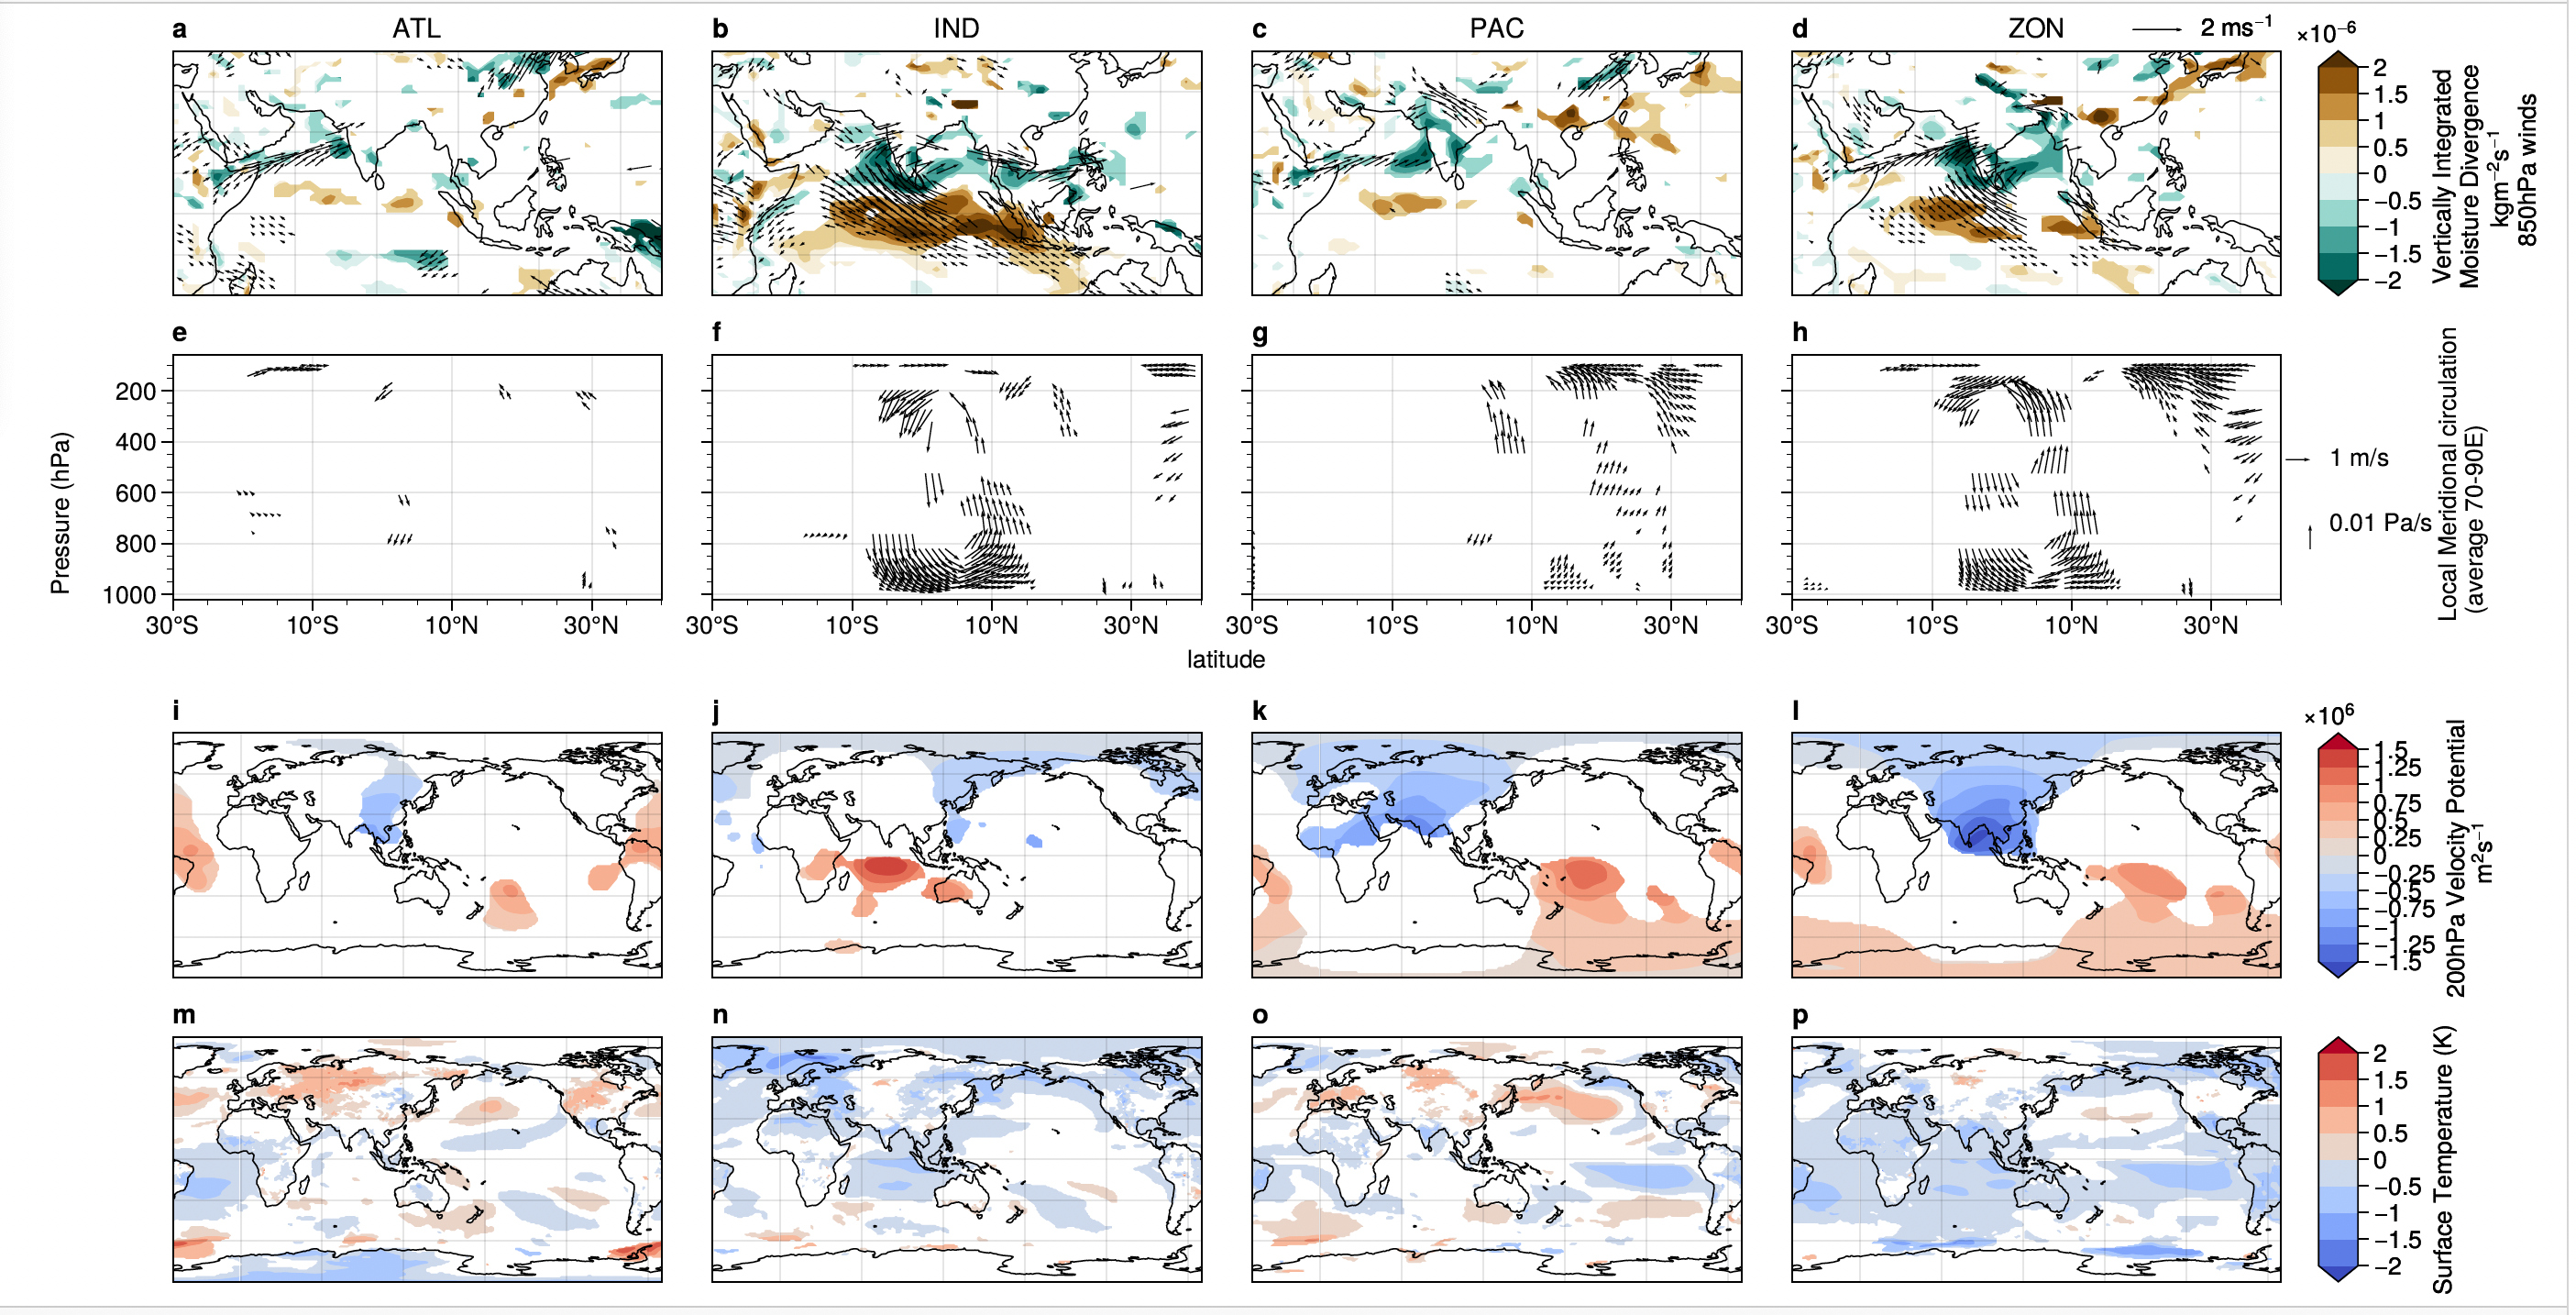 a ATL b IND c PAC d ZON 2 ms−1 ×10−6
2
1.5
1
0.5
0
−0.5
−1
−1.5
−2
Vertically Integrated
Moisture Divergence
kgm−2s−1
850hPa winds
e f g h
200
400
600
800
1000
Pressure (hPa)
30°S 10°S 10°N 30°N 30°S 10°S 10°N 30°N 30°S 10°S 10°N 30°N 30°S 10°S 10°N 30°N
latitude
1 m/s
0.01 Pa/s
Local Meridional circulation
(average 70-90E)
i j k l ×106
1.5
1.25
1
0.75
0.5
0.25
0
−0.25
−0.5
−0.75
−1
−1.25
−1.5
200hPa Velocity Potential
m2s−1
m n o p
2
1.5
1
0.5
0
−0.5
−1
−1.5
−2
Surface Temperature (K)